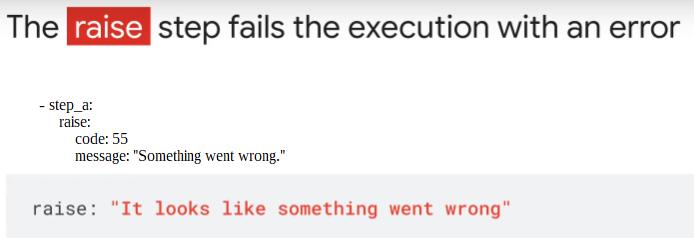 The raise step fails the execution with an error
- step_a:
raise:
code: 55
message: "Something went wrong."
raise: "It looks like something went wrong"